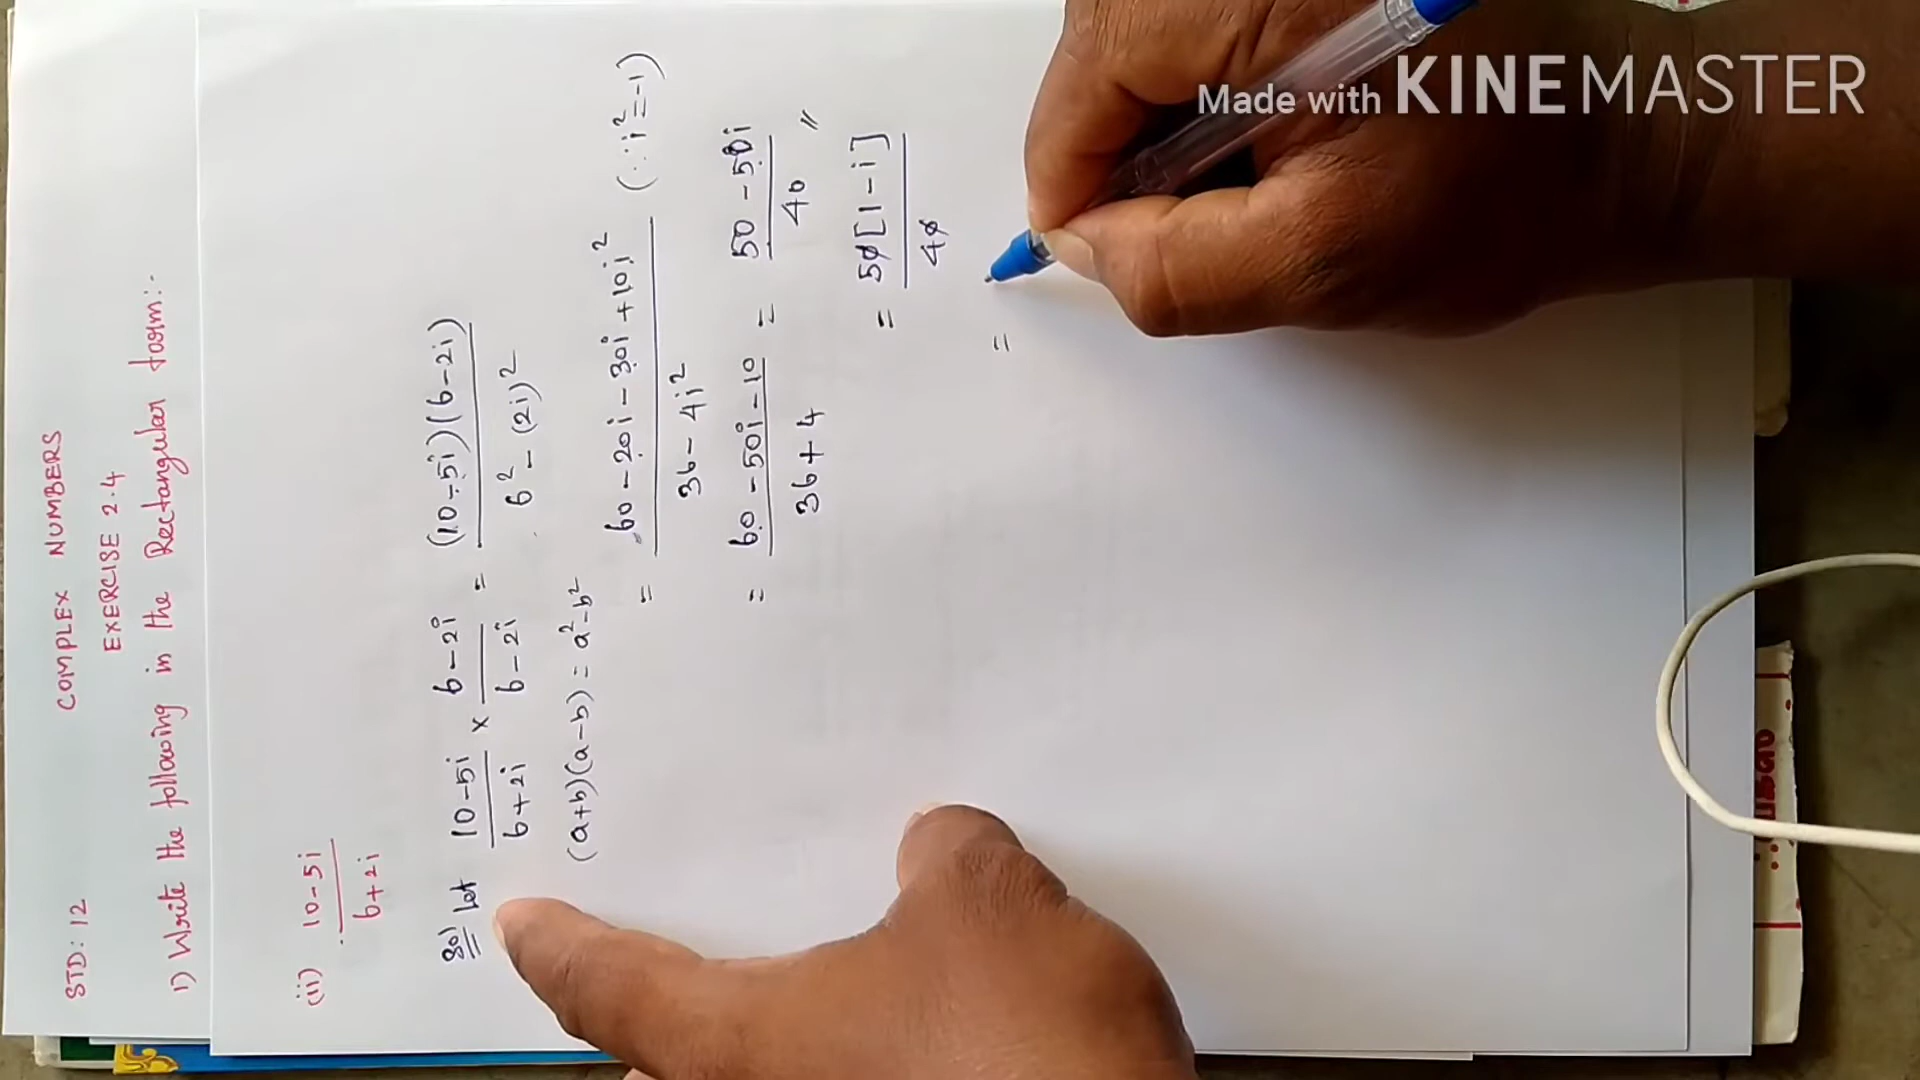 Made with KINEMASTER
STD: 12 COMPLEX NUMBERS
EXERCISE 2.4
1) Write the following in the Rectangular form:-
(ii) 10-5i / 6+2i
Sol Let 10-5i / 6+2i × 6-2i / 6-2i = (10-5i)(6-2i) / 6² - (2i)²
(a+b)(a-b) = a²-b²
= 60-20i-30i+10i² / 36-4i² (∵ i²=-1)
= 60-50i-10 / 36+4 = 50-50i / 40 //
= 50[1-i] / 40
=